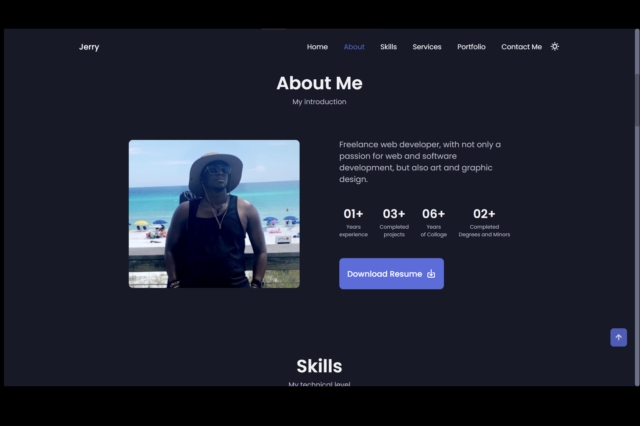 Jerry
Home About Skills Services Portfolio Contact Me
About Me
My introduction
Freelance web developer, with not only a
passion for web and software
development, but also art and graphic
design.
01+ 03+ 06+ 02+
Years Completed Years Completed
experience projects of College Degrees and Minors
Download Resume
Skills
My technical level